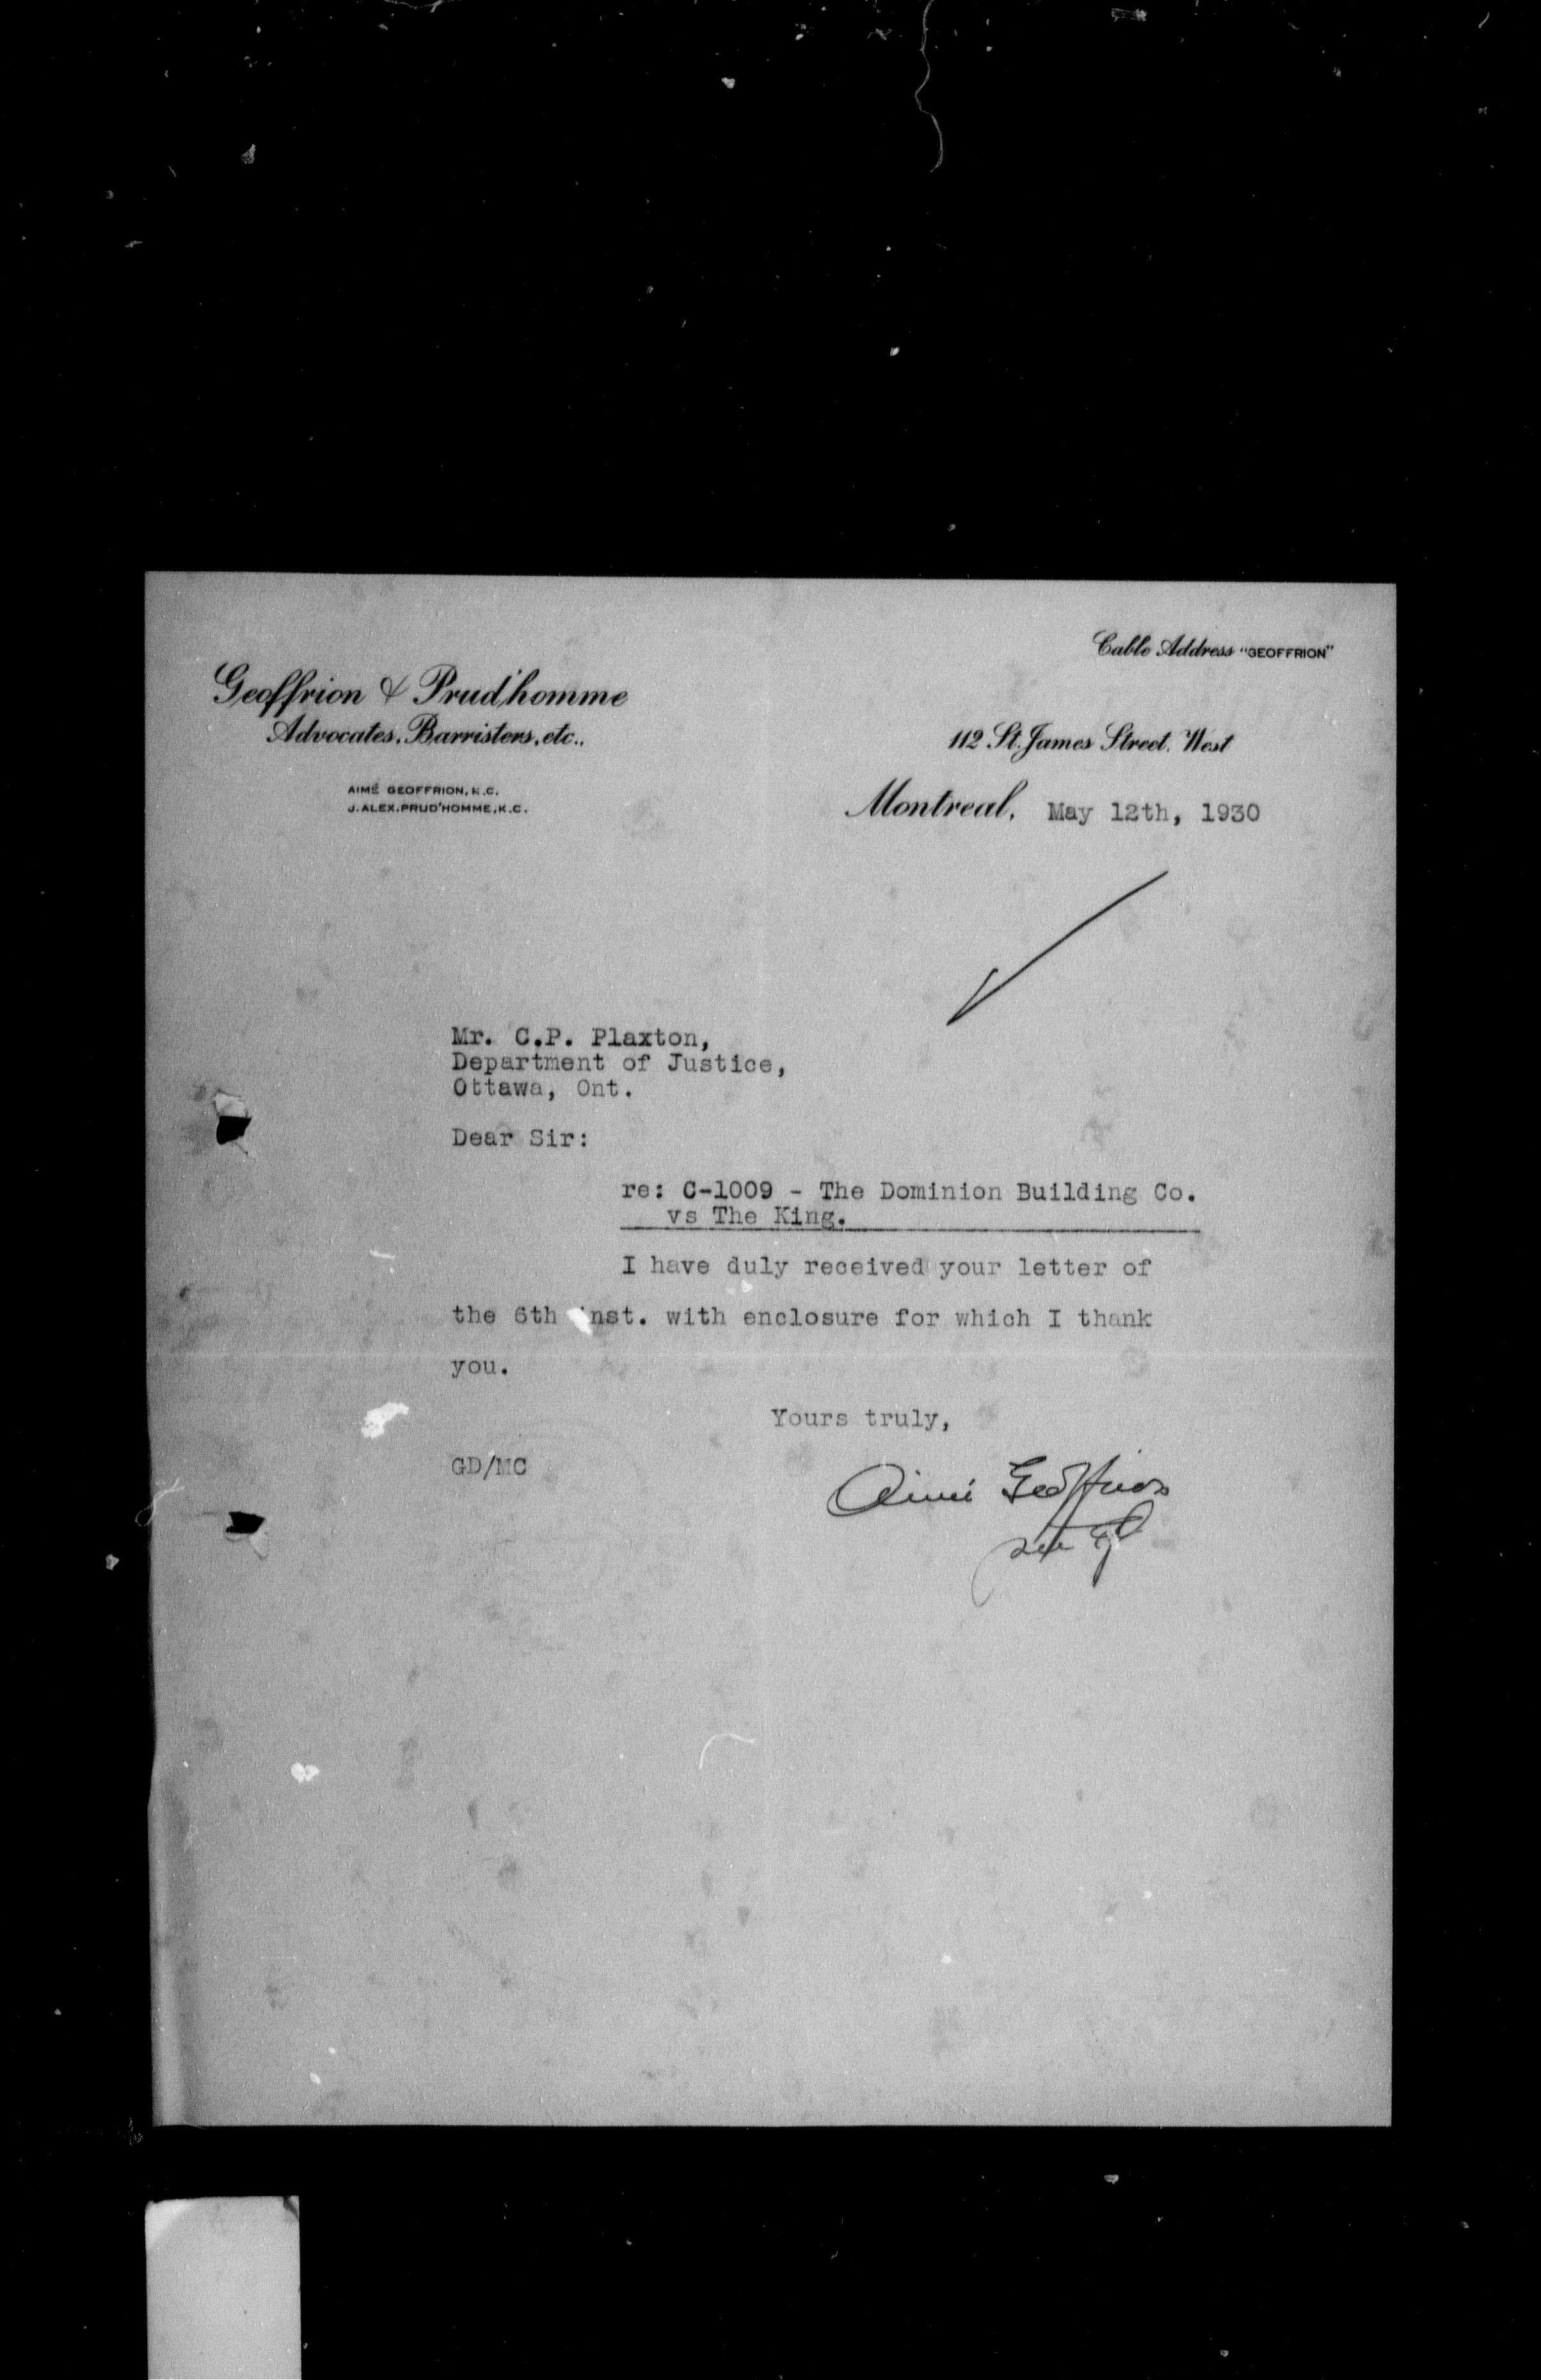 Cable Address "GEOFFRION"
Geoffrion & Prud'homme
Advocates, Barristers, etc.,
112 St. James Street, West
AIMÉ GEOFFRION, K.C.
J. ALEX. PRUD'HOMME, K.C.
Montreal, May 12th, 1930
Mr. C.P. Plaxton,
Department of Justice,
Ottawa, Ont.
Dear Sir:
re: C-1009 - The Dominion Building Co.
vs The King.
I have duly received your letter of
the 6th nst. with enclosure for which I thank
you.
Yours truly,
GD/MC
Aimé Geoffrion